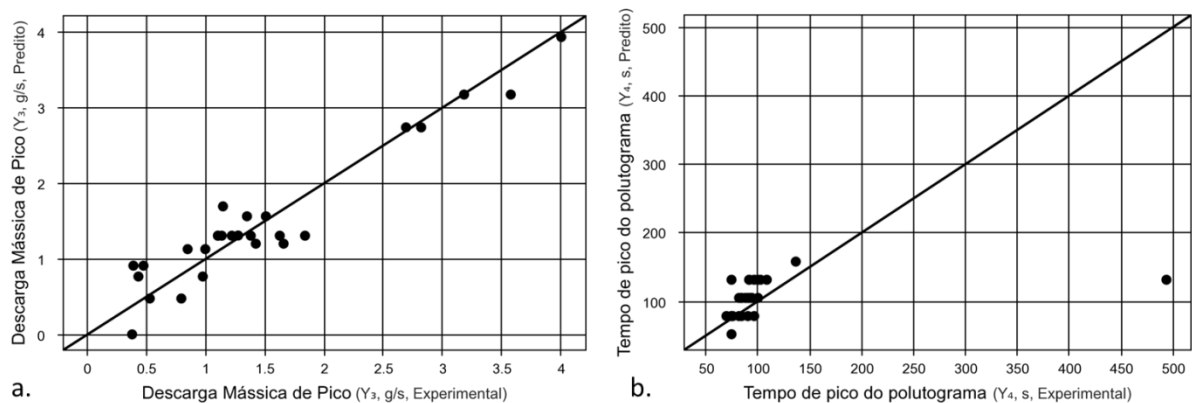 Descarga Mássica de Pico (Y₃, g/s, Predito)
4
3
2
1
0
0 0.5 1 1.5 2 2.5 3 3.5 4
a.
Descarga Mássica de Pico (Y₃, g/s, Experimental)
Tempo de pico do polutograma (Y₄, s, Predito)
500
400
300
200
100
50 100 150 200 250 300 350 400 450 500
b.
Tempo de pico do polutograma (Y₄, s, Experimental)